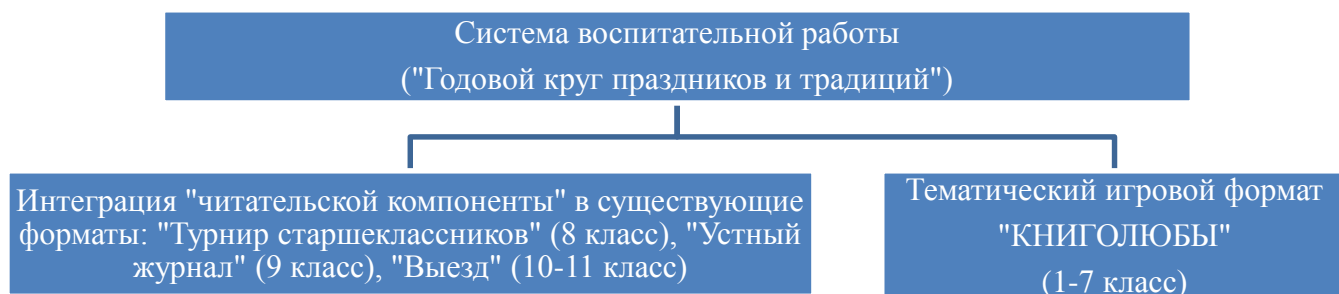 Система воспитательной работы
("Годовой круг праздников и традиций")
Интеграция "читательской компоненты" в существующие
форматы: "Турнир старшеклассников" (8 класс), "Устный
журнал" (9 класс), "Выезд" (10-11 класс)
Тематический игровой формат
"КНИГОЛЮБЫ"
(1-7 класс)